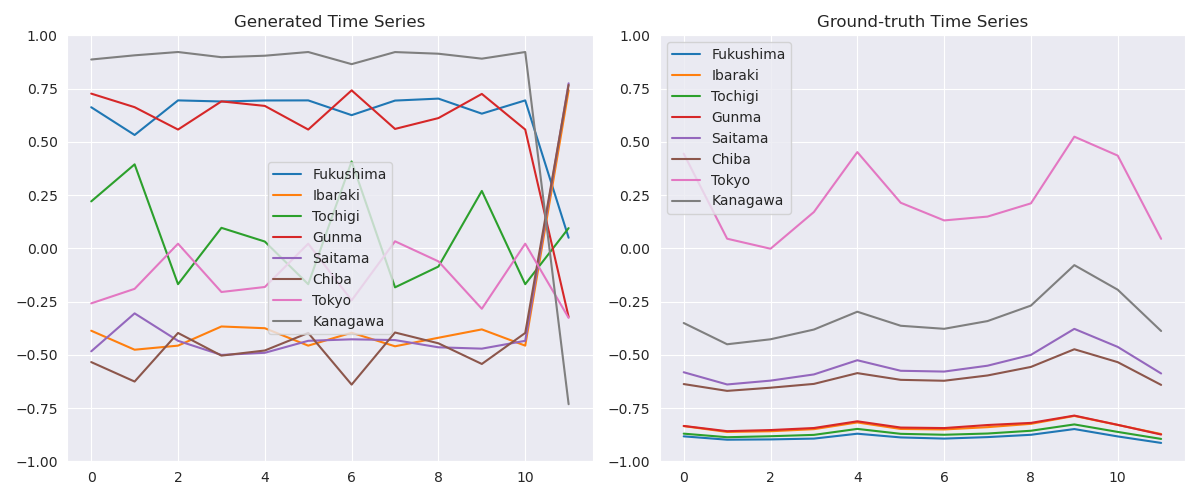 Generated Time Series
1.00
0.75
0.50
0.25
0.00
−0.25
−0.50
−0.75
−1.00
0
2
4
6
8
10
Fukushima
Ibaraki
Tochigi
Gunma
Saitama
Chiba
Tokyo
Kanagawa
Ground-truth Time Series
1.00
0.75
0.50
0.25
0.00
−0.25
−0.50
−0.75
−1.00
0
2
4
6
8
10
Fukushima
Ibaraki
Tochigi
Gunma
Saitama
Chiba
Tokyo
Kanagawa